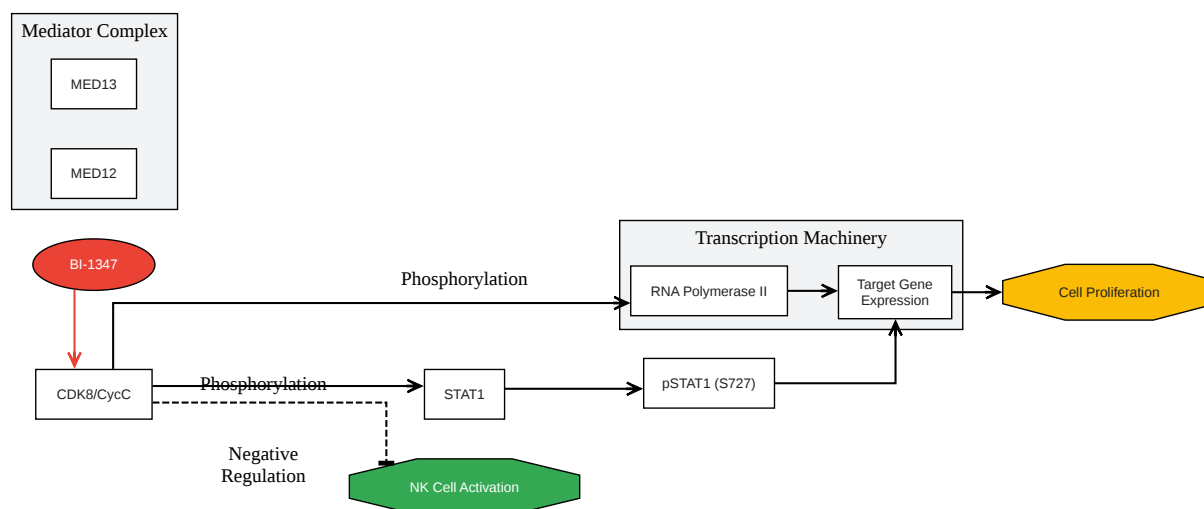 Mediator Complex
MED13
MED12
BI-1347
Transcription Machinery
Phosphorylation
RNA Polymerase II
Target Gene
Expression
Cell Proliferation
CDK8/CycC
Phosphorylation
STAT1
pSTAT1 (S727)
Negative
Regulation
NK Cell Activation